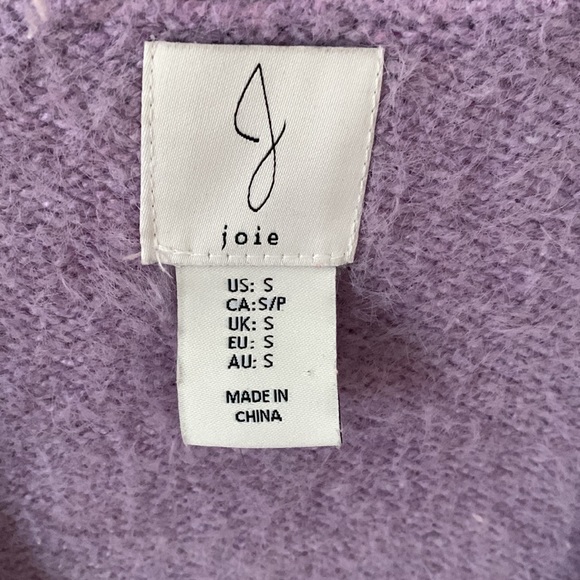 J
joie
US: S
CA:S/P
UK: S
EU: S
AU: S
MADE IN
CHINA